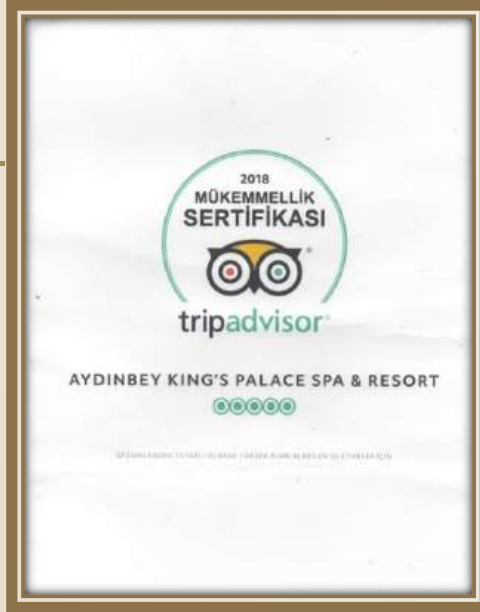 2018
MÜKEMMELLİK
SERTİFİKASI
tripadvisor®
AYDINBEY KING'S PALACE SPA & RESORT